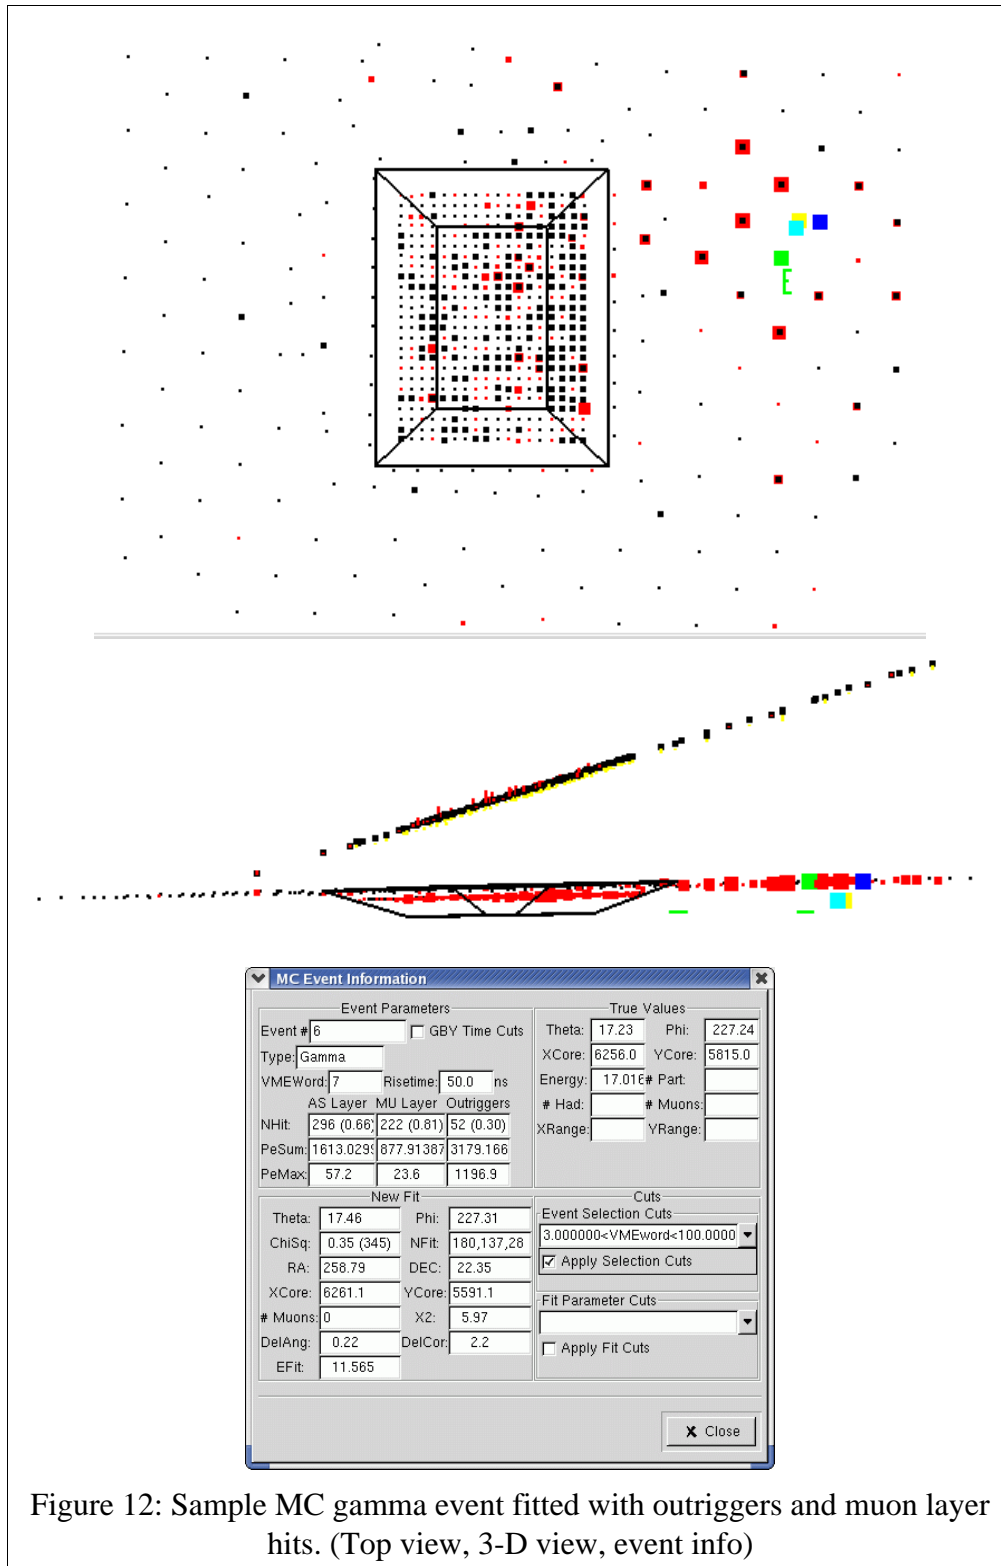 E
MC Event Information
Event Parameters
Event # 6 GBY Time Cuts
Type: Gamma
VMEWord: 7 Risetime: 50.0 ns
AS Layer MU Layer Outriggers
NHit: 296 (0.66) 222 (0.81) 52 (0.30)
PeSum: 1613.029 877.91387 3179.166
PeMax: 57.2 23.6 1196.9
True Values
Theta: 17.23 Phi: 227.24
XCore: 6256.0 YCore: 5815.0
Energy: 17.016 # Part:
# Had: # Muons:
XRange: YRange:
New Fit
Theta: 17.46 Phi: 227.31
ChiSq: 0.35 (345) NFit: 180,137,28
RA: 258.79 DEC: 22.35
XCore: 6261.1 YCore: 5591.1
# Muons: 0 X2: 5.97
DelAng: 0.22 DelCor: 2.2
EFit: 11.565
Cuts
Event Selection Cuts
3.000000<VMEword<100.0000
Apply Selection Cuts
Fit Parameter Cuts
Apply Fit Cuts
Close
Figure 12: Sample MC gamma event fitted with outriggers and muon layer
hits. (Top view, 3-D view, event info)